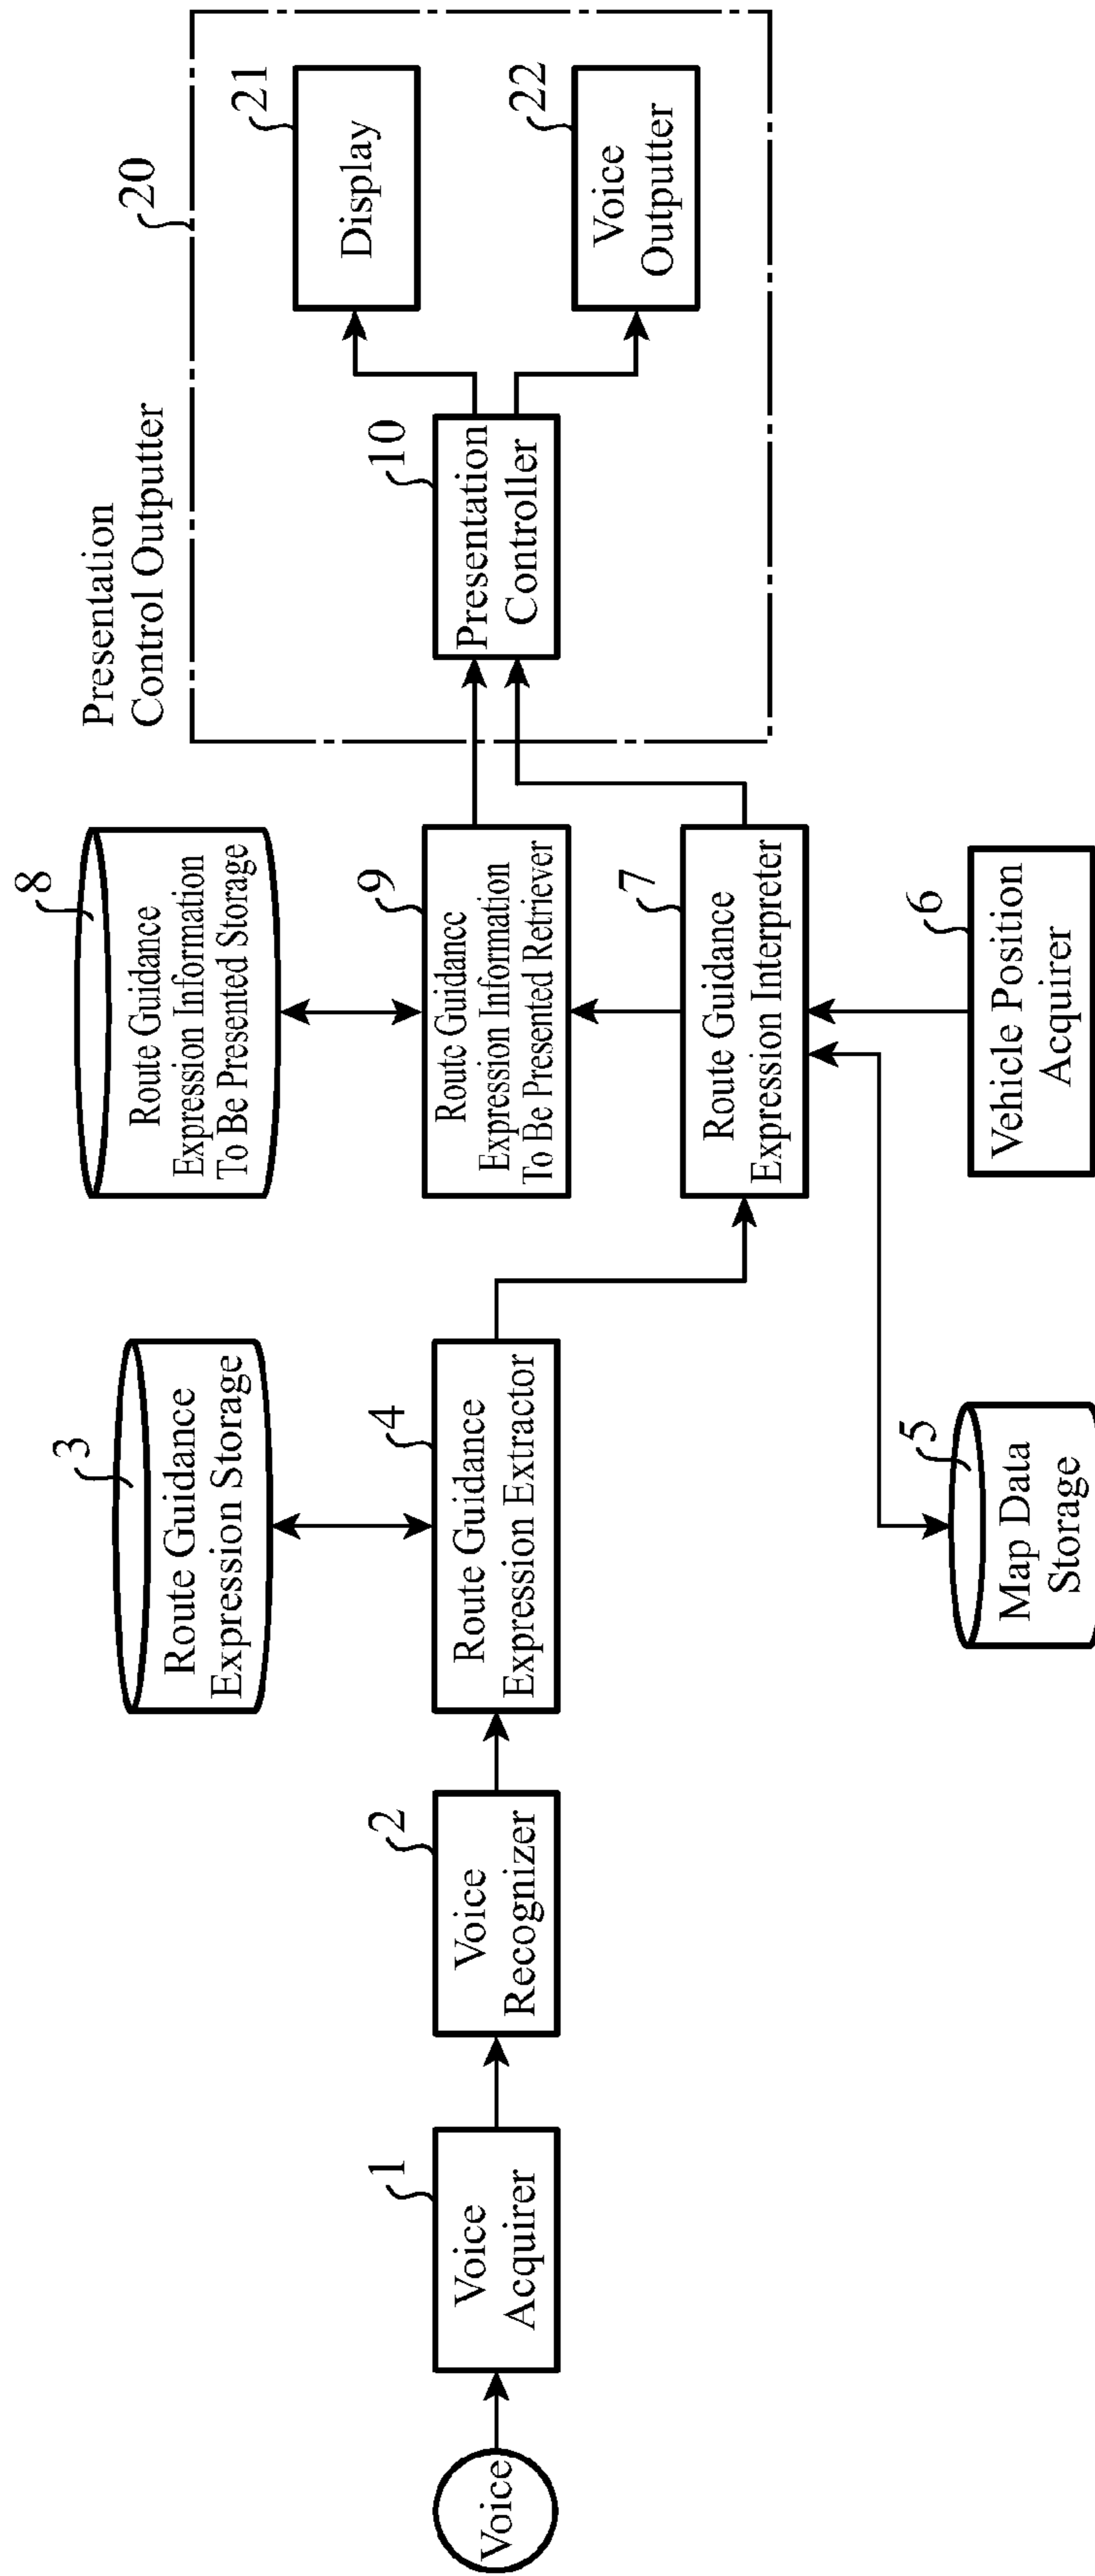 Voice
1
Voice
Acquirer
2
Voice
Recognizer
3
Route Guidance
Expression Storage
4
Route Guidance
Expression Extractor
5
Map Data
Storage
6
Vehicle Position
Acquirer
7
Route Guidance
Expression Interpreter
8
Route Guidance
Expression Information
To Be Presented Storage
9
Route Guidance
Expression Information
To Be Presented Retriever
Presentation
Control Outputter
20
10
Presentation
Controller
21
Display
22
Voice
Outputter